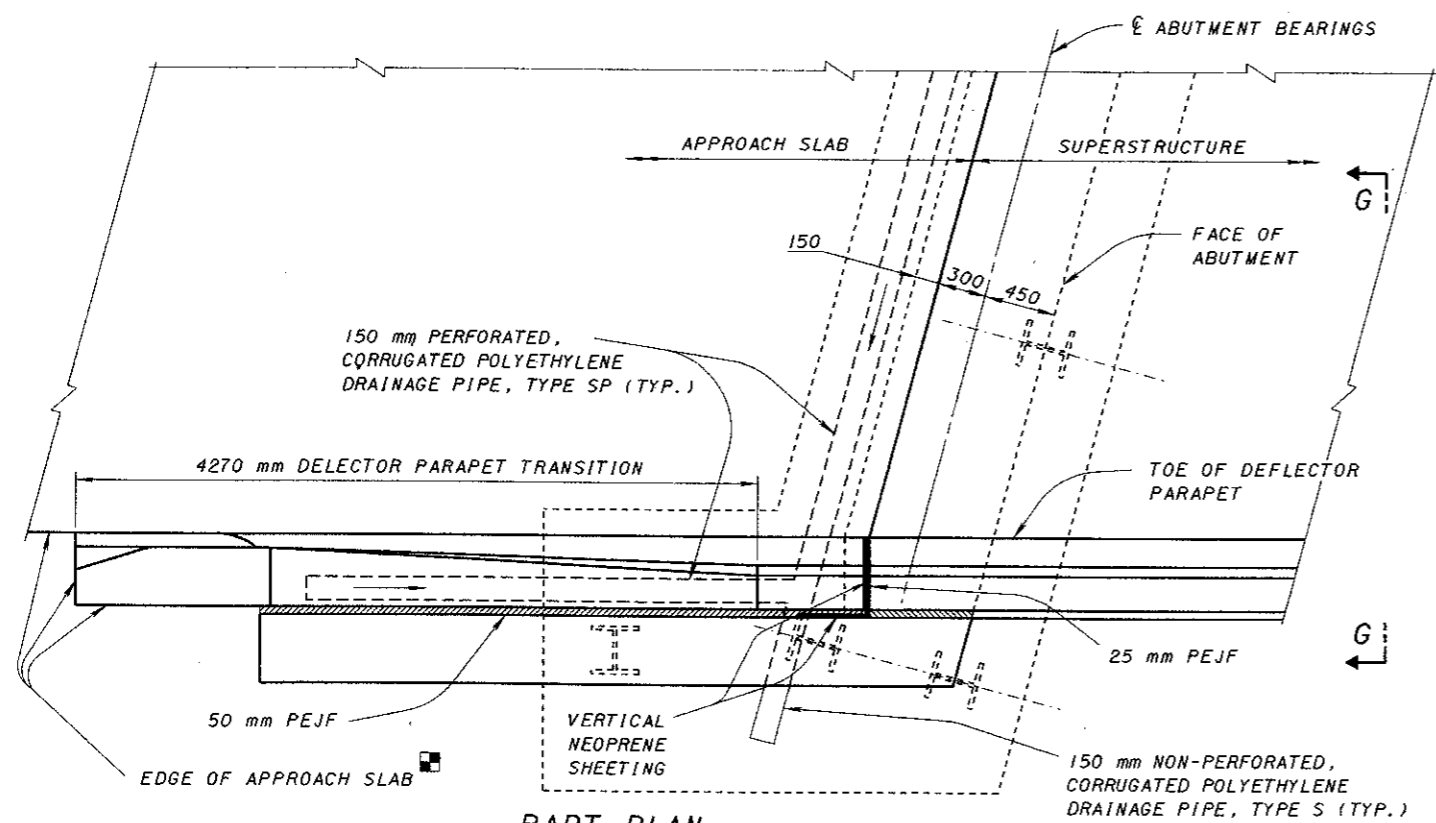 ℄ ABUTMENT BEARINGS
APPROACH SLAB
SUPERSTRUCTURE
G
FACE OF
ABUTMENT
150
300
450
150 mm PERFORATED,
CORRUGATED POLYETHYLENE
DRAINAGE PIPE, TYPE SP (TYP.)
4270 mm DELECTOR PARAPET TRANSITION
TOE OF DEFLECTOR
PARAPET
G
25 mm PEJF
50 mm PEJF
VERTICAL
NEOPRENE
SHEETING
EDGE OF APPROACH SLAB
150 mm NON-PERFORATED,
CORRUGATED POLYETHYLENE
DRAINAGE PIPE, TYPE S (TYP.)
PART PLAN